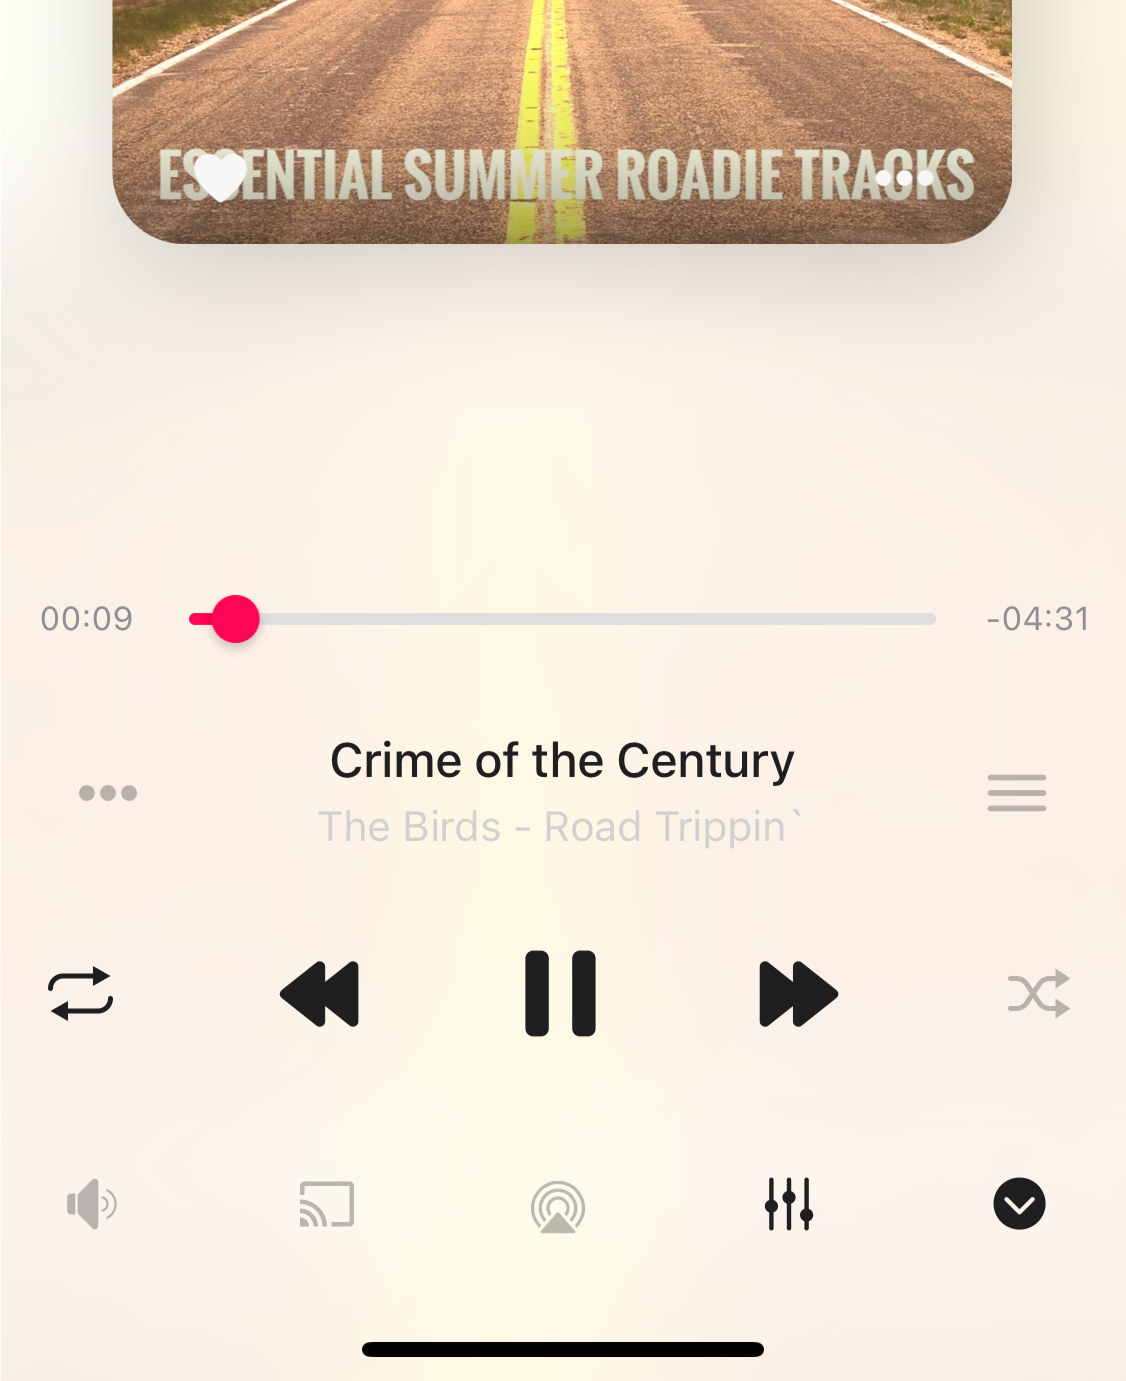 ESSENTIAL SUMMER ROADIE TRACKS
00:09
-04:31
Crime of the Century
The Birds - Road Trippin`